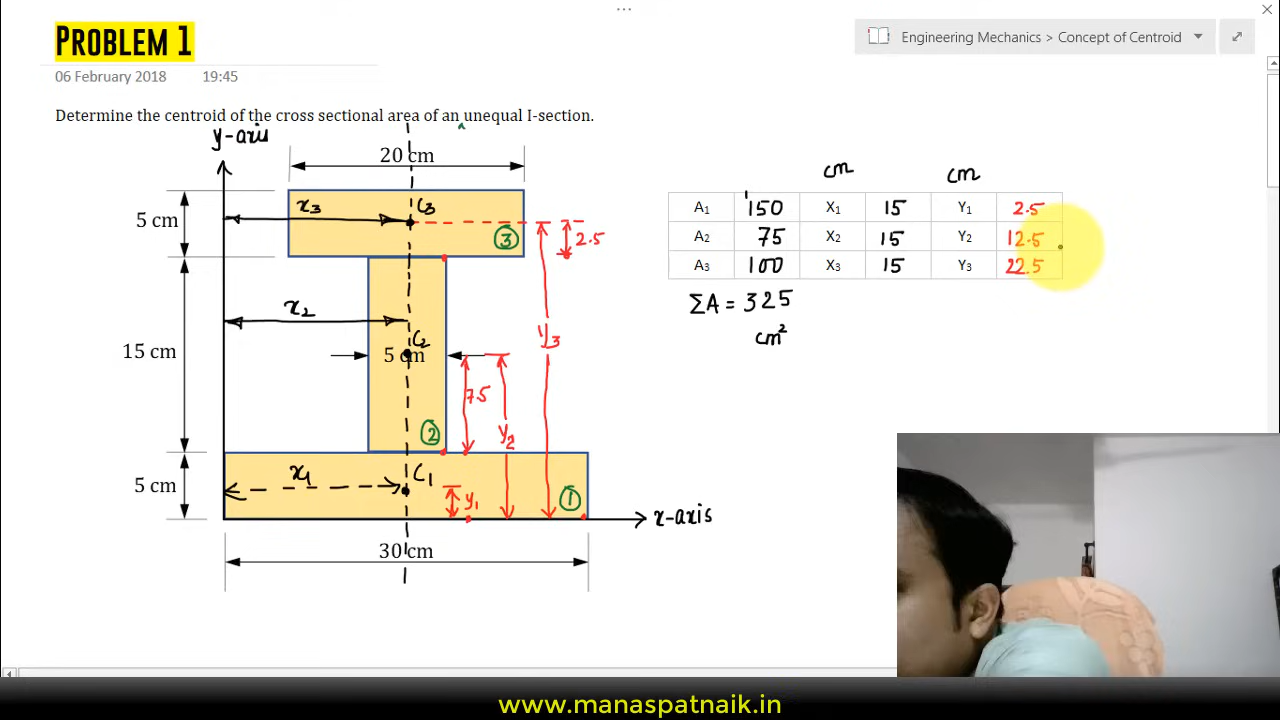 PROBLEM 1
Engineering Mechanics > Concept of Centroid
06 February 2018 19:45
Determine the centroid of the cross sectional area of an unequal I-section.
y-axis
20 cm
5 cm
x3
C3
3
2.5
15 cm
x2
C2
5 cm
y3
7.5
y2
2
5 cm
x1
C1
y1
1
x-axis
30 cm
cm cm
A1 150 X1 15 Y1 2.5
A2 75 X2 15 Y2 12.5
A3 100 X3 15 Y3 22.5
ΣA = 325
cm²
www.manaspatnaik.in